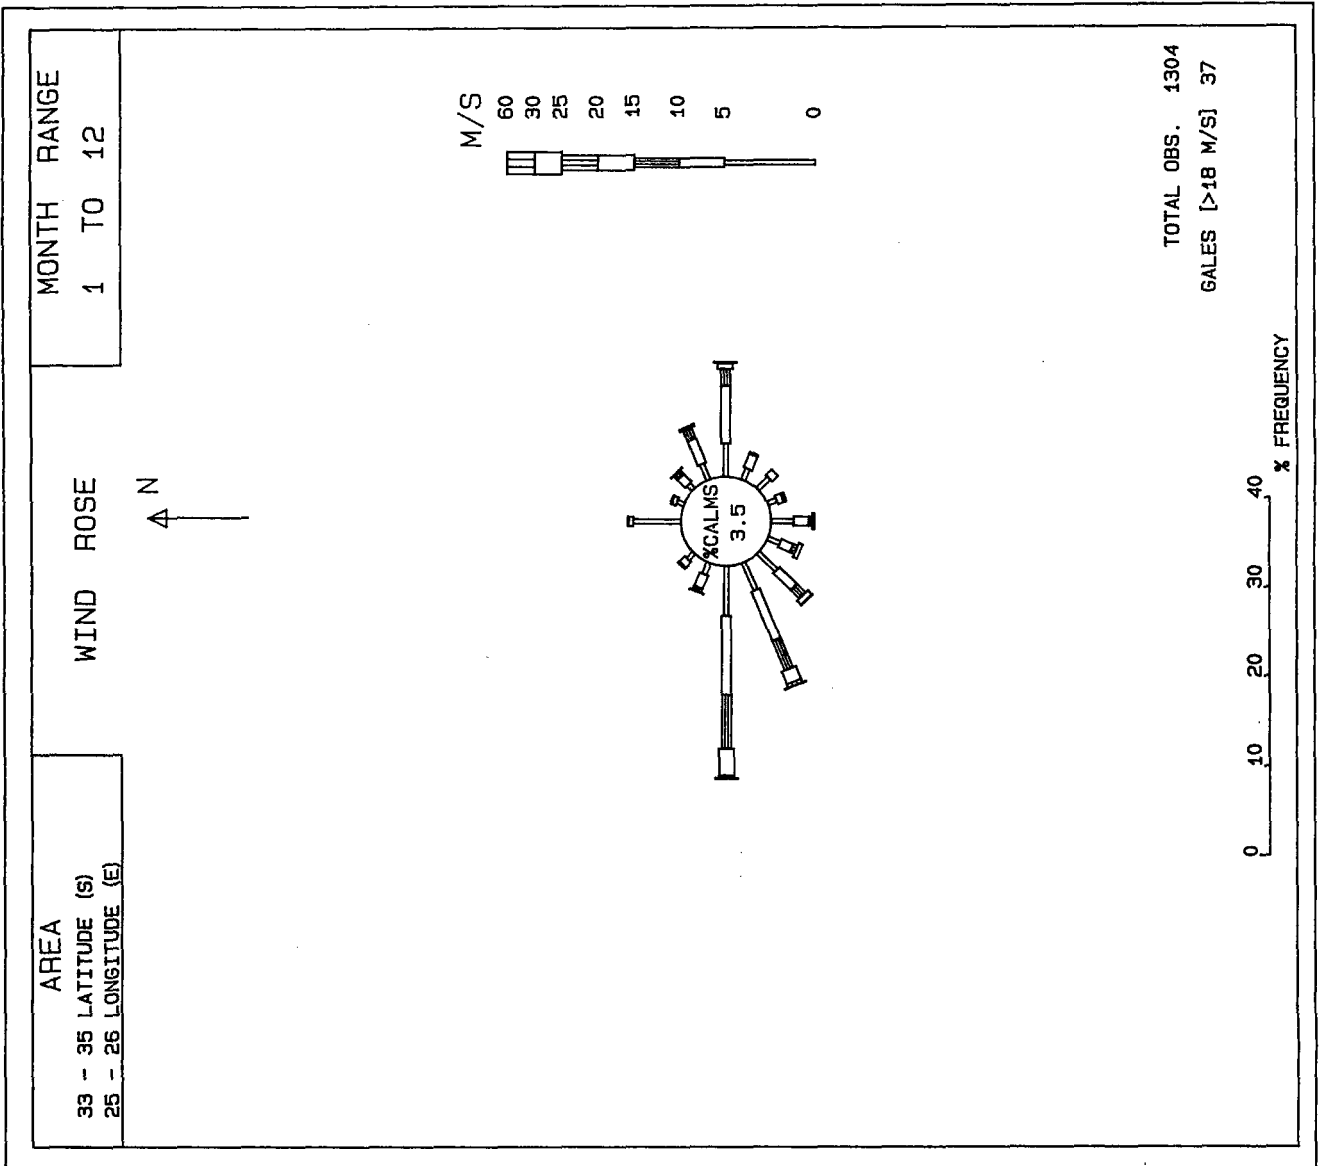 AREA
33 - 35 LATITUDE (S)
25 - 26 LONGITUDE (E)
WIND ROSE
MONTH RANGE
1 TO 12
N
M/S
60
30
25
20
15
10
5
0
%CALMS
3.5
TOTAL OBS. 1304
GALES [>18 M/S] 37
0 10 20 30 40
% FREQUENCY